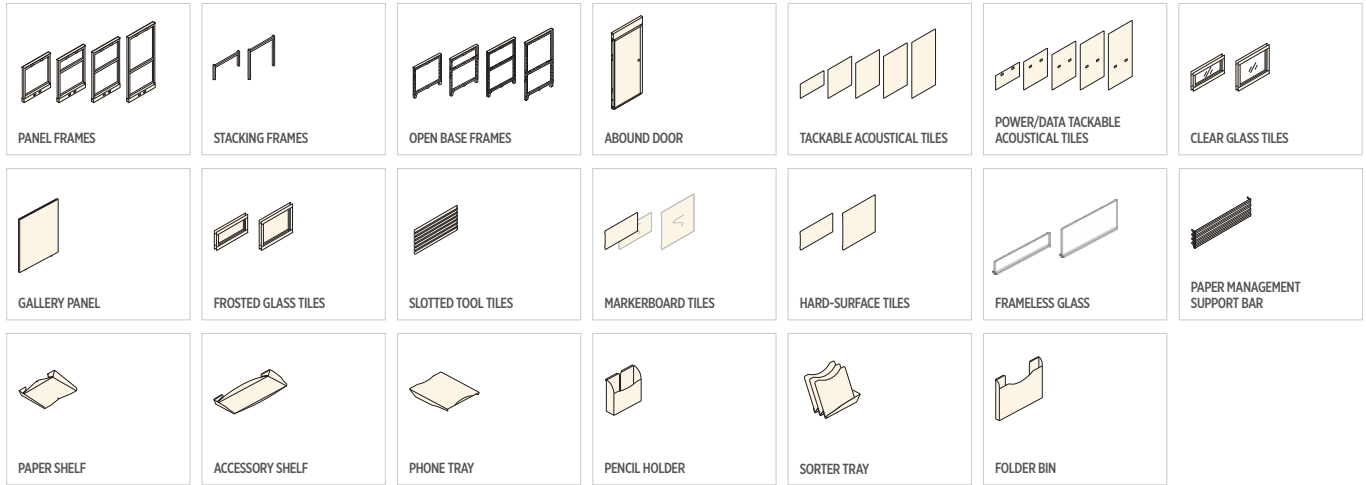 PANEL FRAMES
STACKING FRAMES
OPEN BASE FRAMES
ABOUND DOOR
TACKABLE ACOUSTICAL TILES
POWER/DATA TACKABLE
ACOUSTICAL TILES
CLEAR GLASS TILES
GALLERY PANEL
FROSTED GLASS TILES
SLOTTED TOOL TILES
MARKERBOARD TILES
HARD-SURFACE TILES
FRAMELESS GLASS
PAPER MANAGEMENT
SUPPORT BAR
PAPER SHELF
ACCESSORY SHELF
PHONE TRAY
PENCIL HOLDER
SORTER TRAY
FOLDER BIN